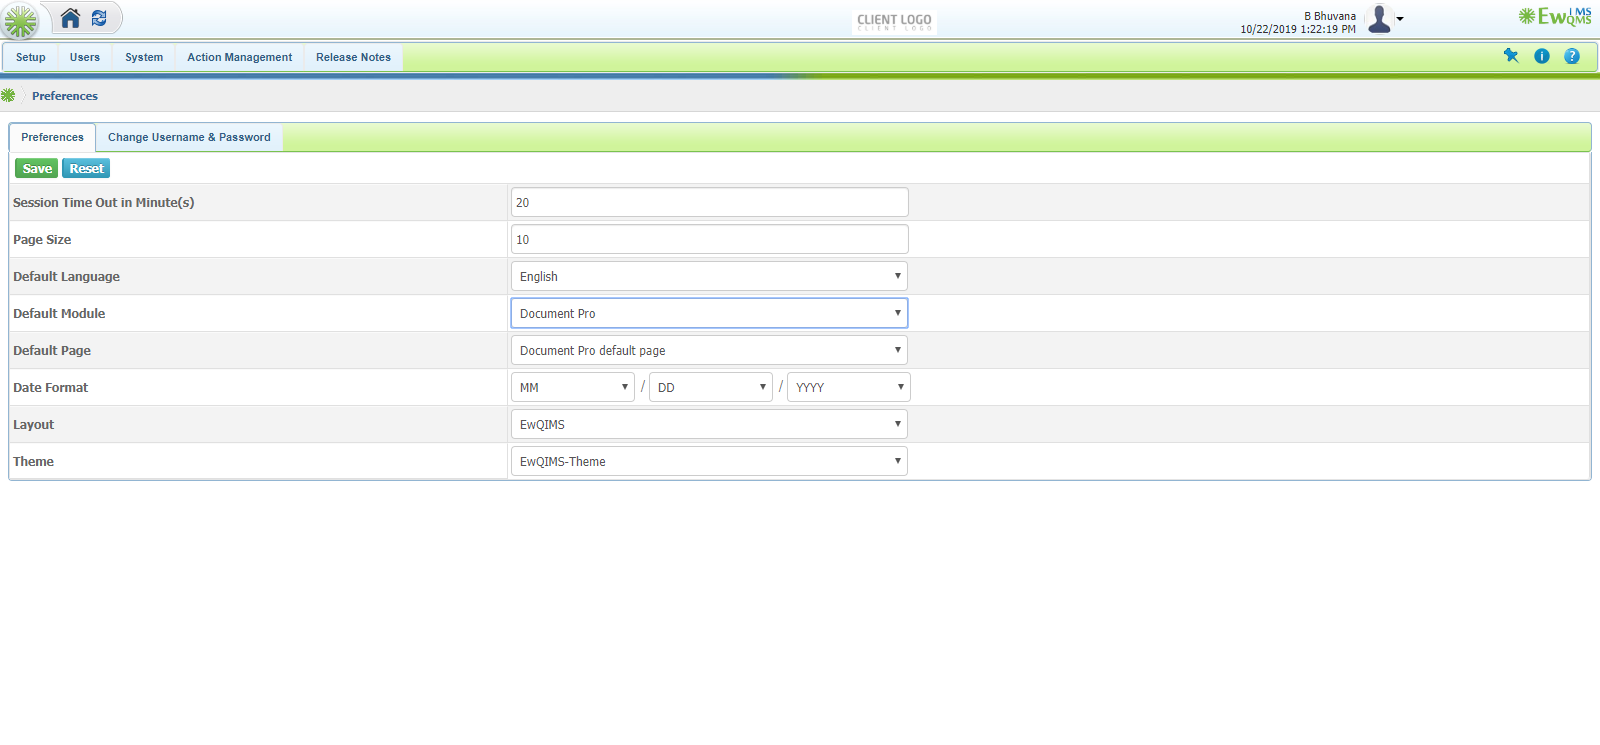 CLIENT LOGO
CLIENT LOGO
B Bhuvana
10/22/2019 1:22:19 PM
EwQMS IMS
Setup Users System Action Management Release Notes
Preferences
Preferences Change Username & Password
Save Reset
Session Time Out in Minute(s) 20
Page Size 10
Default Language English
Default Module Document Pro
Default Page Document Pro default page
Date Format MM / DD / YYYY
Layout EwQIMS
Theme EwQIMS-Theme